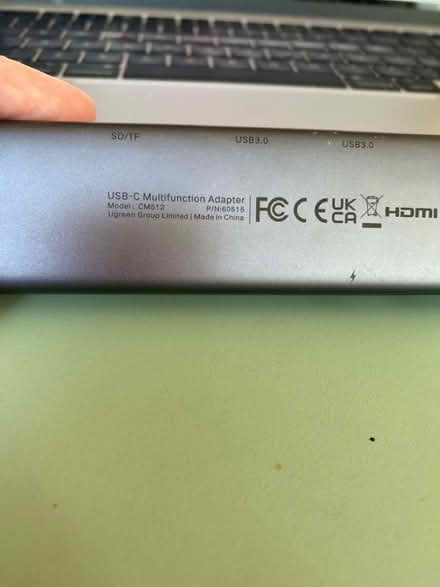 SD/TF
USB3.0
USB3.0
USB-C Multifunction Adapter
Model: CM512 P/N:60515
Ugreen Group Limited | Made in China
FC CE UK CA HDMI